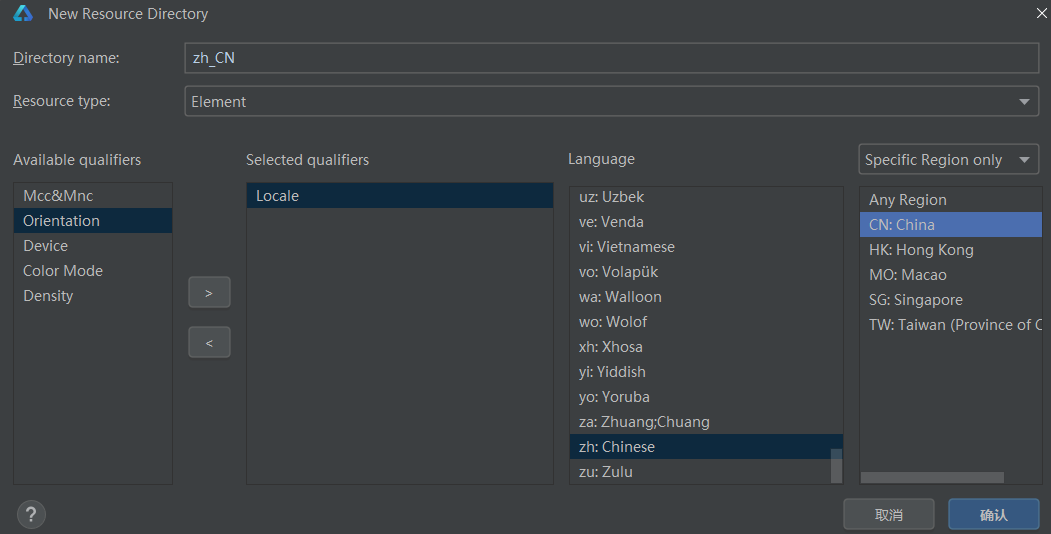 New Resource Directory
Directory name:
zh_CN
Resource type:
Element
Available qualifiers
Mcc&Mnc
Orientation
Device
Color Mode
Density
>
<
Selected qualifiers
Locale
Language
uz: Uzbek
ve: Venda
vi: Vietnamese
vo: Volapük
wa: Walloon
wo: Wolof
xh: Xhosa
yi: Yiddish
yo: Yoruba
za: Zhuang;Chuang
zh: Chinese
zu: Zulu
Specific Region only
Any Region
CN: China
HK: Hong Kong
MO: Macao
SG: Singapore
TW: Taiwan (Province of C
?
取消
确认